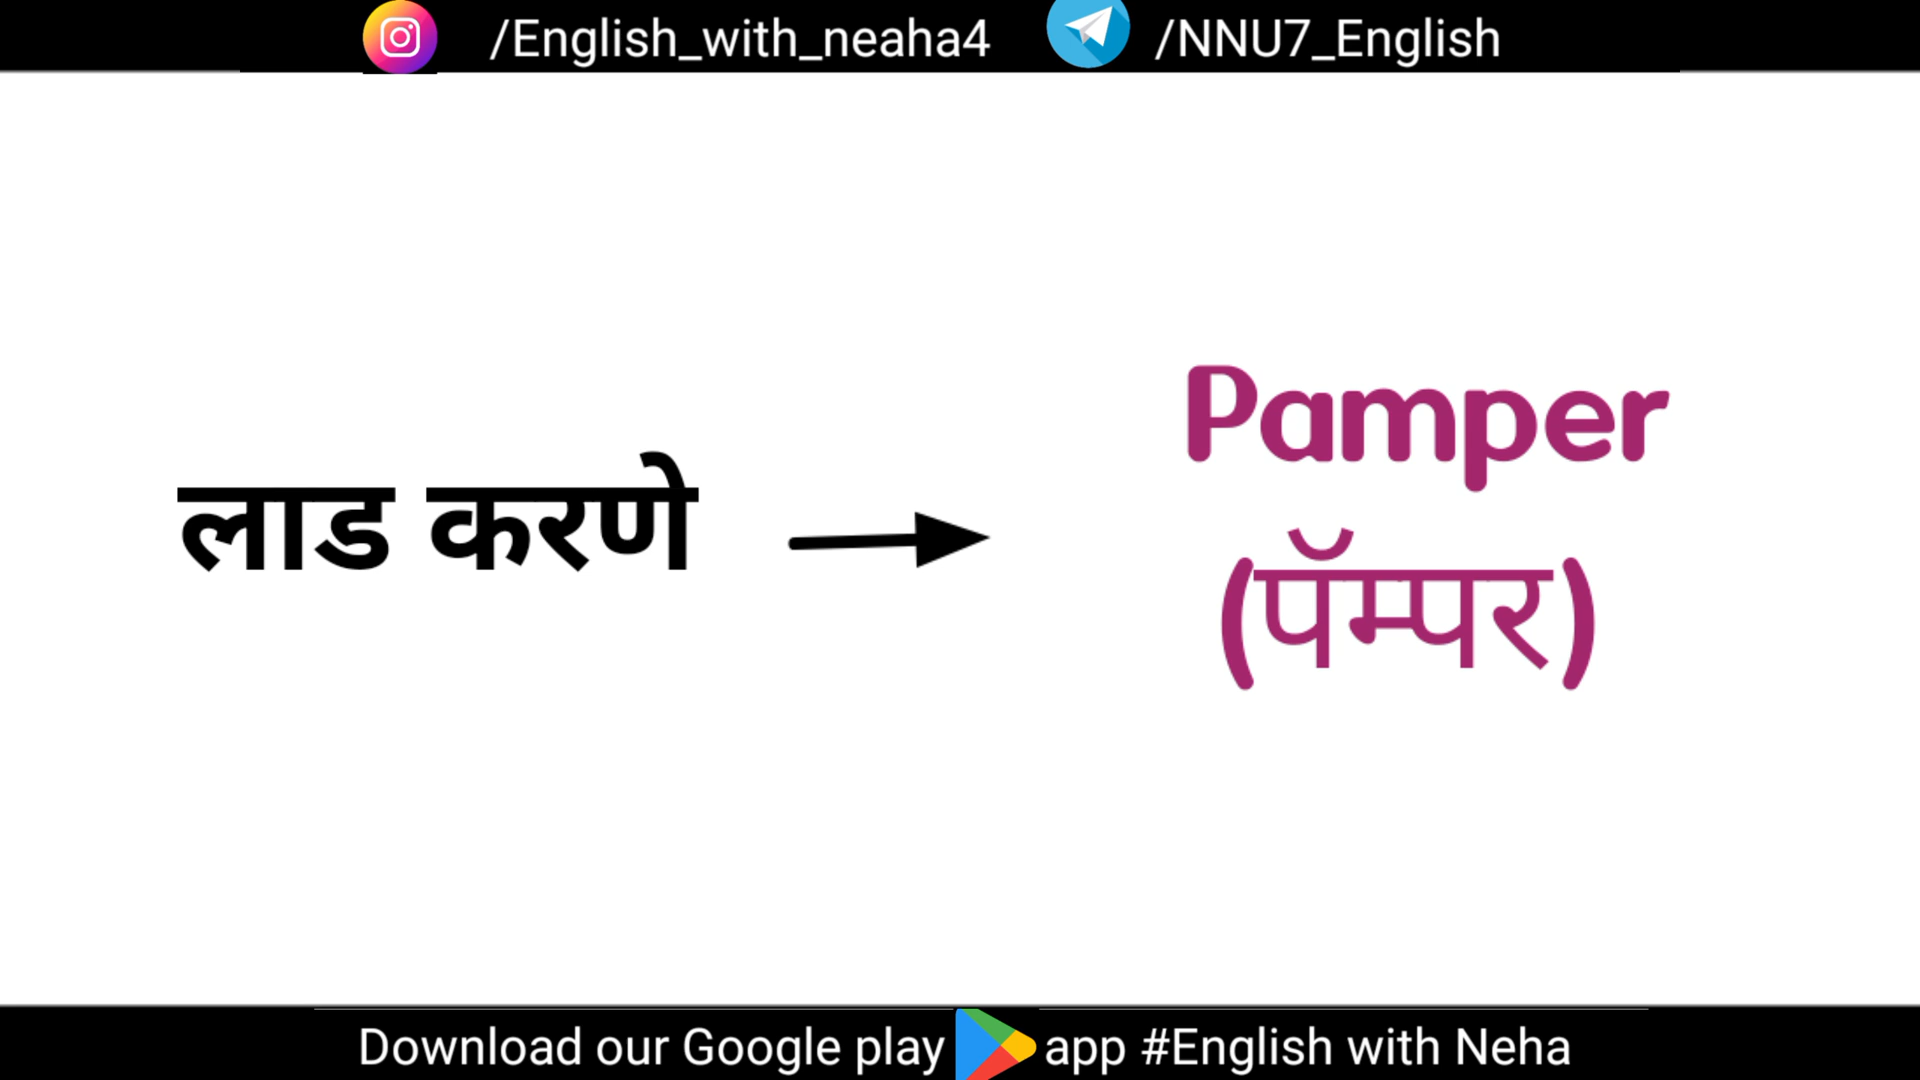 /English_with_neaha4 /NNU7_English
लाड करणे
Pamper
(पॅम्पर)
Download our Google play app #English with Neha